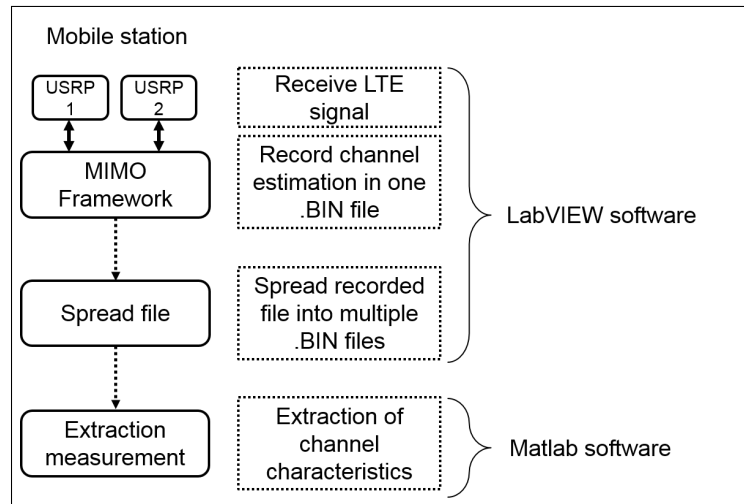 Mobile station
USRP
1
USRP
2
Receive LTE
signal
MIMO
Framework
Record channel
estimation in one
.BIN file
LabVIEW software
Spread file
Spread recorded
file into multiple
.BIN files
Extraction
measurement
Extraction of
channel
characteristics
Matlab software